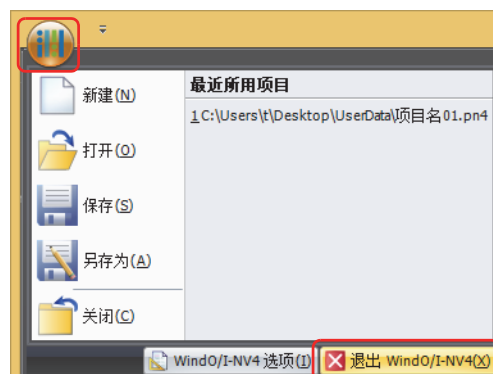 新建(N)
打开(O)
保存(S)
另存为(A)
关闭(C)
最近所用项目
1 C:\Users\t\Desktop\UserData\项目名01.pn4
WindO/I-NV4 选项(I)
退出 WindO/I-NV4(X)